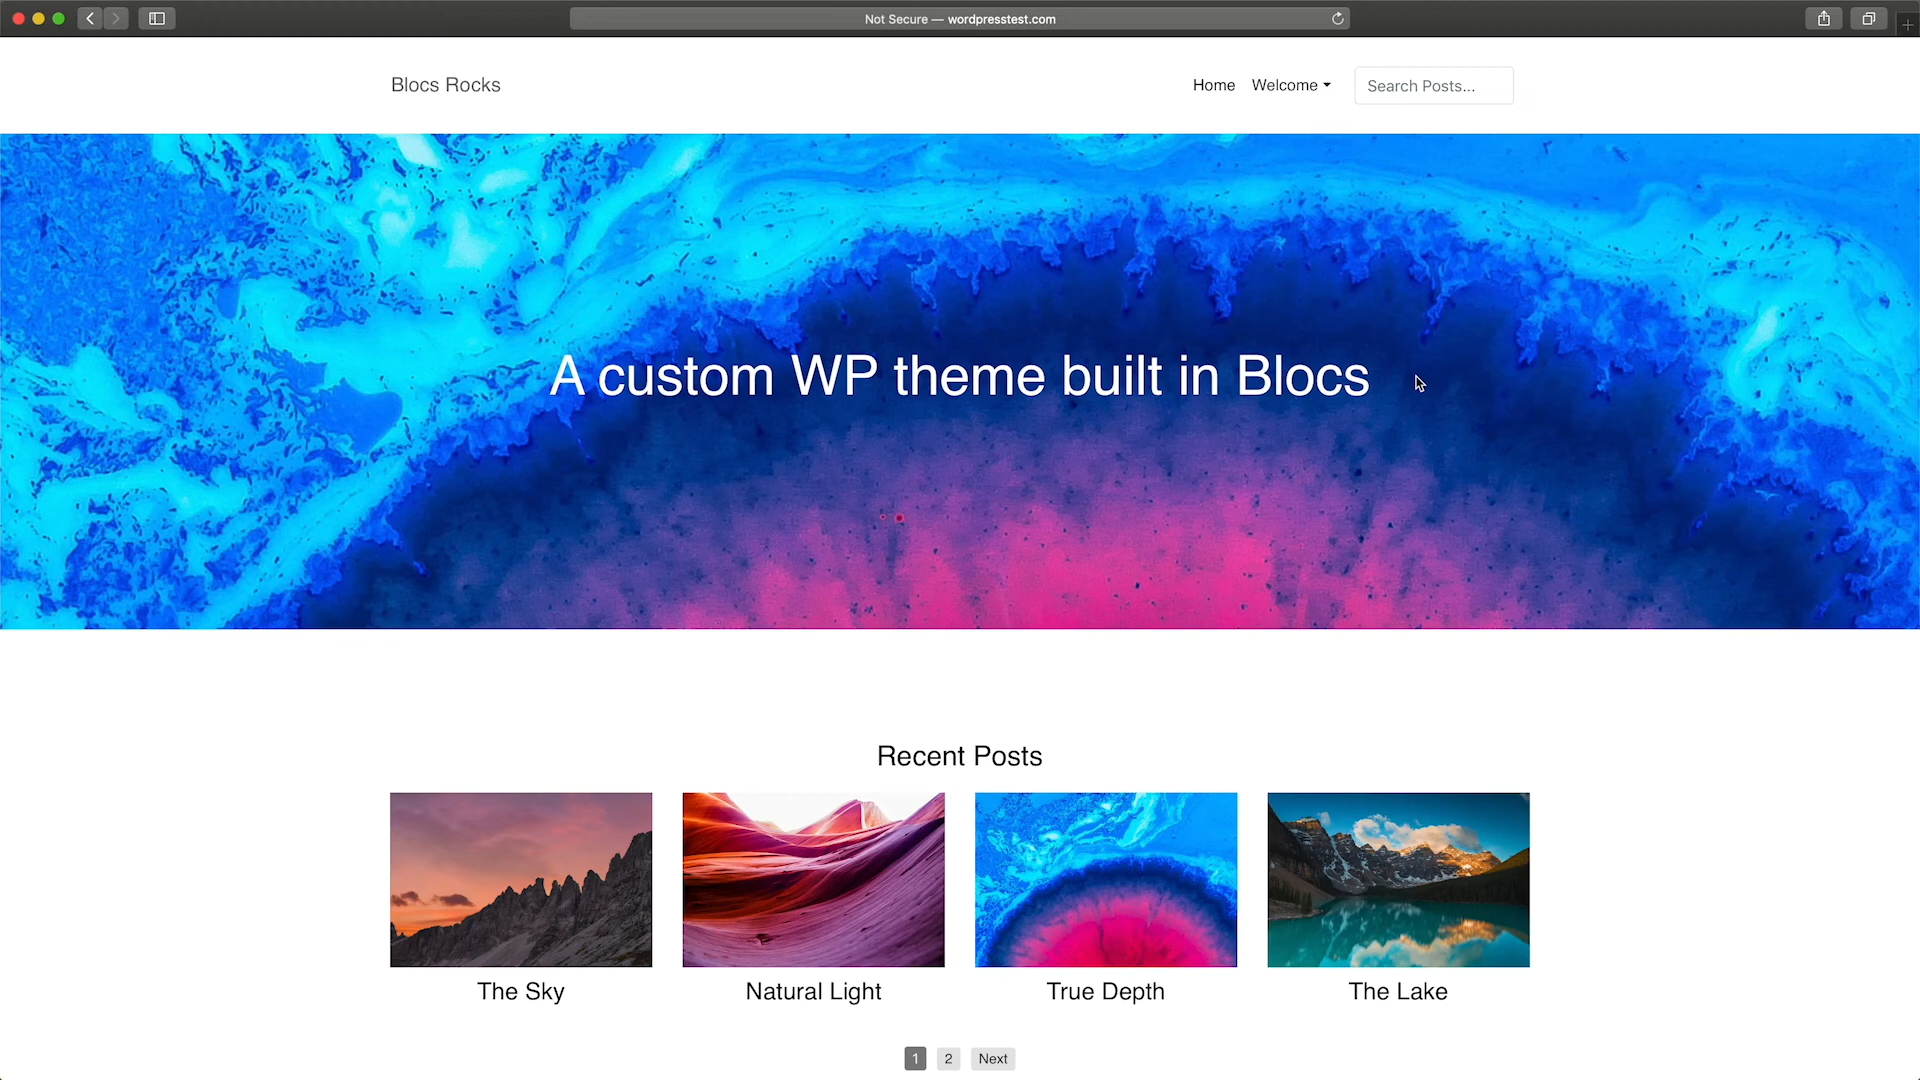 Not Secure — wordpresstest.com
Blocs Rocks
Home Welcome Search Posts...
A custom WP theme built in Blocs
Recent Posts
The Sky Natural Light True Depth The Lake
1 2 Next